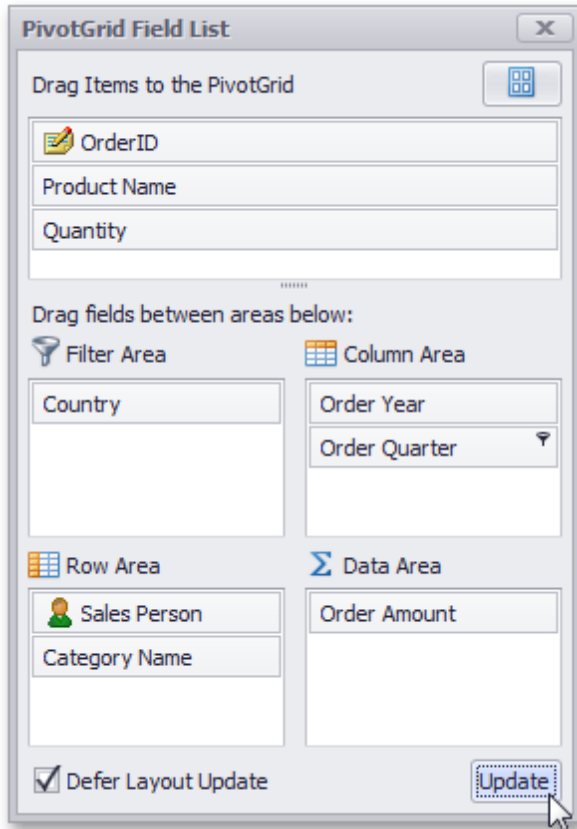 PivotGrid Field List
Drag Items to the PivotGrid
OrderID
Product Name
Quantity
Drag fields between areas below:
Filter Area
Country
Column Area
Order Year
Order Quarter
Row Area
Sales Person
Category Name
Data Area
Order Amount
Defer Layout Update
Update